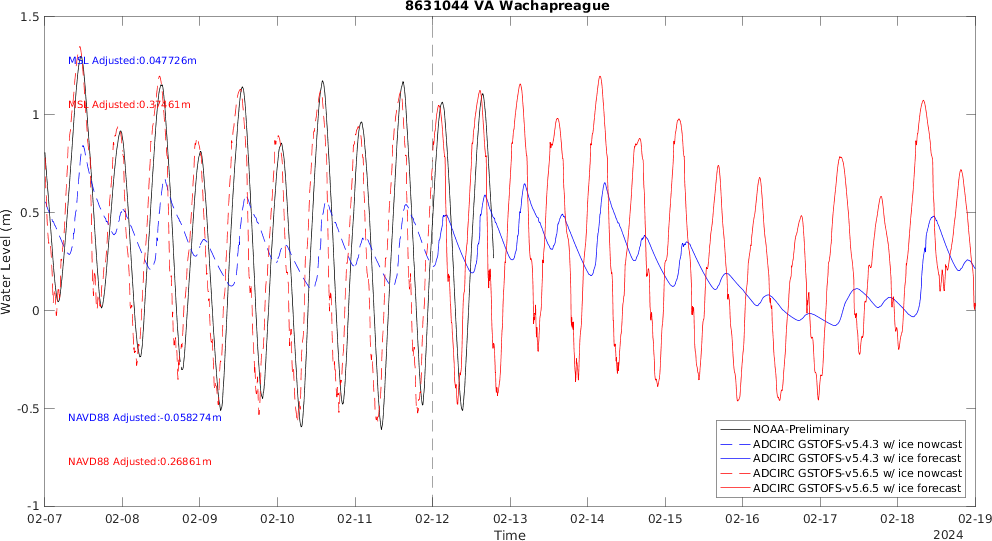 8631044 VA Wachapreague
1.5
1
0.5
0
-0.5
-1
Water Level (m)
MSL Adjusted:0.047726m
MSL Adjusted:0.37461m
NAVD88 Adjusted:-0.058274m
NAVD88 Adjusted:0.26861m
NOAA-Preliminary
ADCIRC GSTOFS-v5.4.3 w/ ice nowcast
ADCIRC GSTOFS-v5.4.3 w/ ice forecast
ADCIRC GSTOFS-v5.6.5 w/ ice nowcast
ADCIRC GSTOFS-v5.6.5 w/ ice forecast
02-07 02-08 02-09 02-10 02-11 02-12 02-13 02-14 02-15 02-16 02-17 02-18 02-19
Time
2024